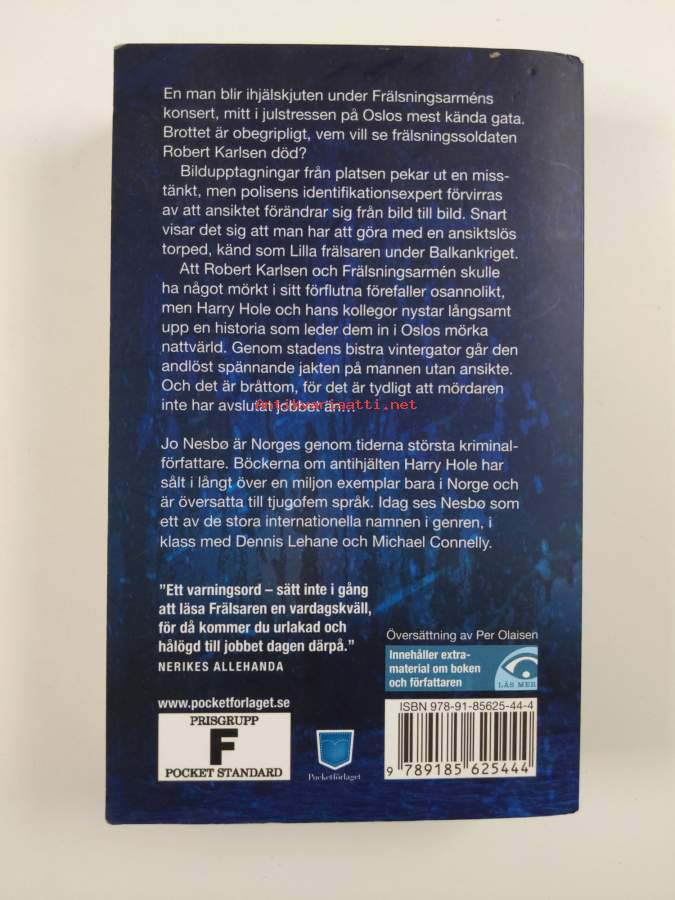 En man blir ihjälskjuten under Frälsningsarméns
konsert, mitt i julstressen på Oslos mest kända gata.
Brottet är obegripligt, vem vill se frälsningssoldaten
Robert Karlsen död?
Bildupptagningar från platsen pekar ut en miss-
tänkt, men polisens identifikationsexpert förvirras
av att ansiktet förändrar sig från bild till bild. Snart
visar det sig att man har att göra med en ansiktslös
torped, känd som Lilla frälsaren under Balkankriget.
Att Robert Karlsen och Frälsningsarmén skulle
ha något mörkt i sitt förflutna förefaller osannolikt,
men Harry Hole och hans kollegor nystar långsamt
upp en historia som leder dem in i Oslos mörka
nattvärld. Genom stadens bistra vintergator går den
andlöst spännande jakten på mannen utan ansikte.
Och det är bråttom, för det är tydligt att mördaren
inte har avslutat jobbet än...
Jo Nesbø är Norges genom tiderna största kriminal-
författare. Böckerna om antihjälten Harry Hole har
sålt i långt över en miljon exemplar bara i Norge och
är översatta till tjugofem språk. Idag ses Nesbø som
ett av de stora internationella namnen i genren, i
klass med Dennis Lehane och Michael Connelly.
”Ett varningsord – sätt inte i gång
att läsa Frälsaren en vardagskväll,
för då kommer du urlakad och
hålögd till jobbet dagen därpå.”
NERIKES ALLEHANDA
Översättning av Per Olaisen
Innehåller extra-
material om boken
och författaren
LÄS MER
www.pocketforlaget.se
PRISGRUPP
F
POCKET STANDARD
Pocketförlaget
ISBN 978-91-85625-44-4
9 789185 625444